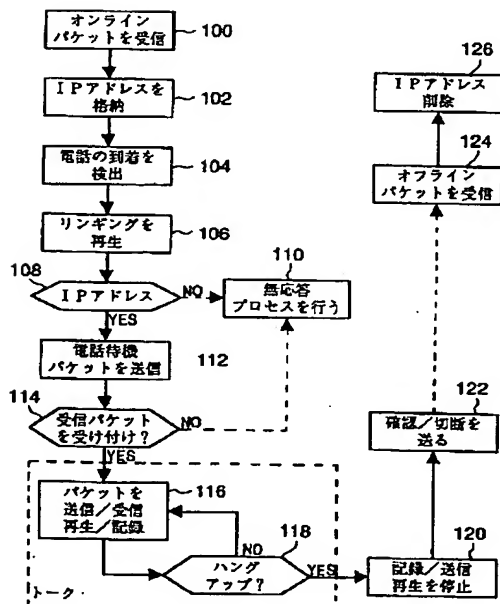 オンライン
パケットを受信
100
IPアドレスを
格納
102
電話の到着を
検出
104
リンギングを
再生
106
108
IPアドレス
NO
YES
110
無応答
プロセスを行う
電話待機
パケットを送信
112
114
受信パケット
を受け付け?
NO
YES
パケットを
送信/受信
再生/記録
116
NO
118
ハング
アップ?
YES
トーク
120
記録/送信
再生を停止
122
確認/切断を
送る
124
オフライン
パケットを受信
126
IPアドレス
削除